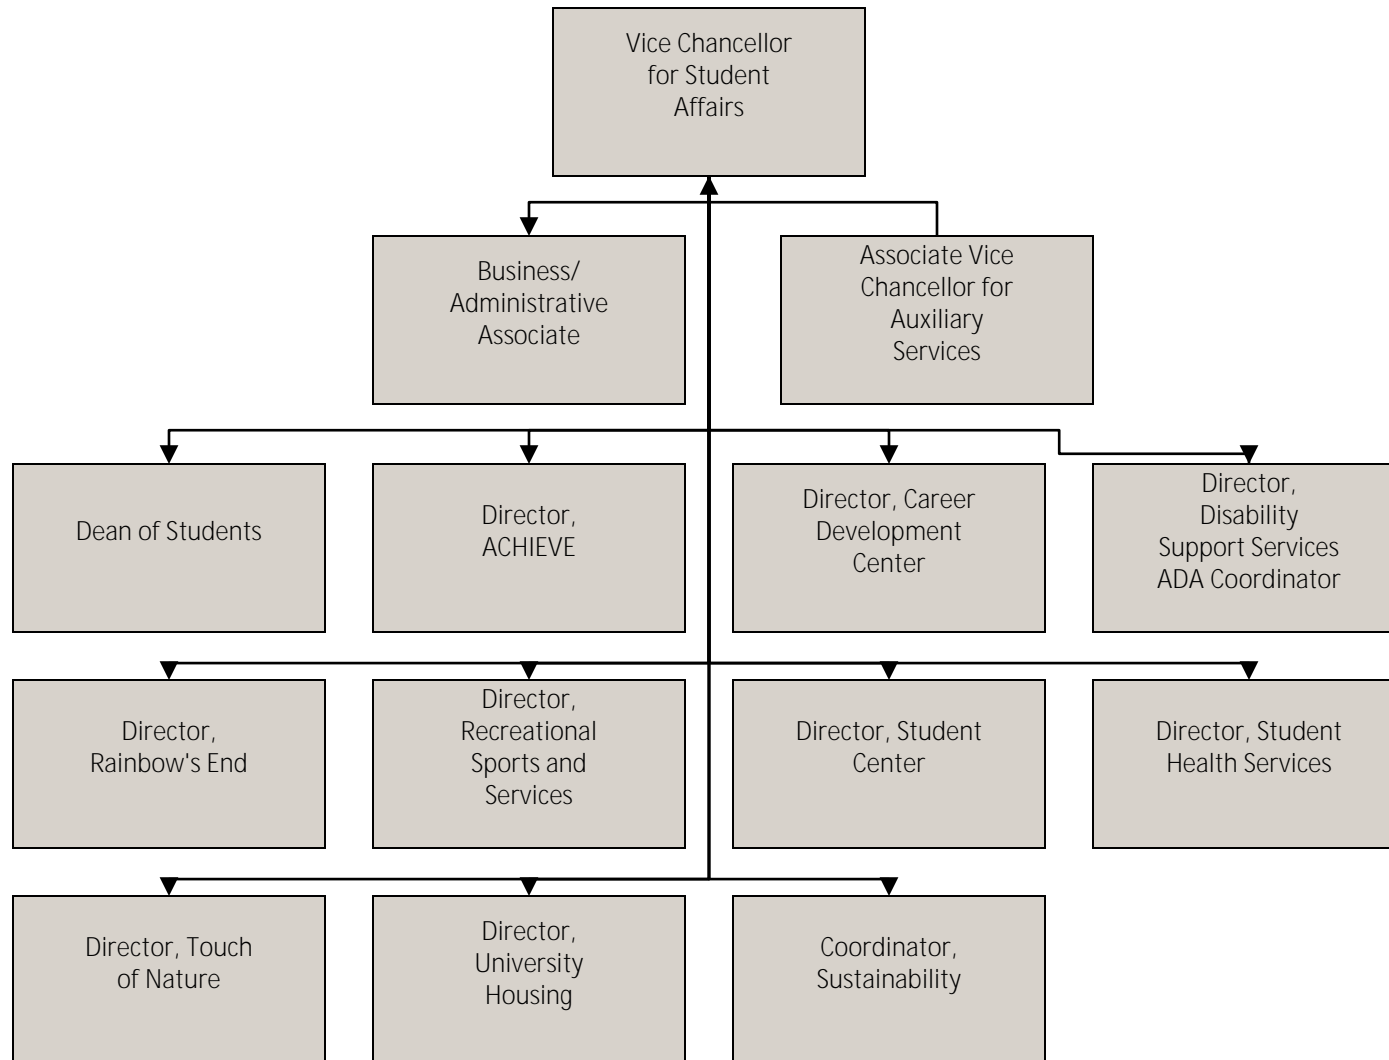 Vice Chancellor
for Student
Affairs
Business/
Administrative
Associate
Associate Vice
Chancellor for
Auxiliary
Services
Dean of Students
Director,
ACHIEVE
Director, Career
Development
Center
Director,
Disability
Support Services
ADA Coordinator
Director,
Rainbow's End
Director,
Recreational
Sports and
Services
Director, Student
Center
Director, Student
Health Services
Director, Touch
of Nature
Director,
University
Housing
Coordinator,
Sustainability